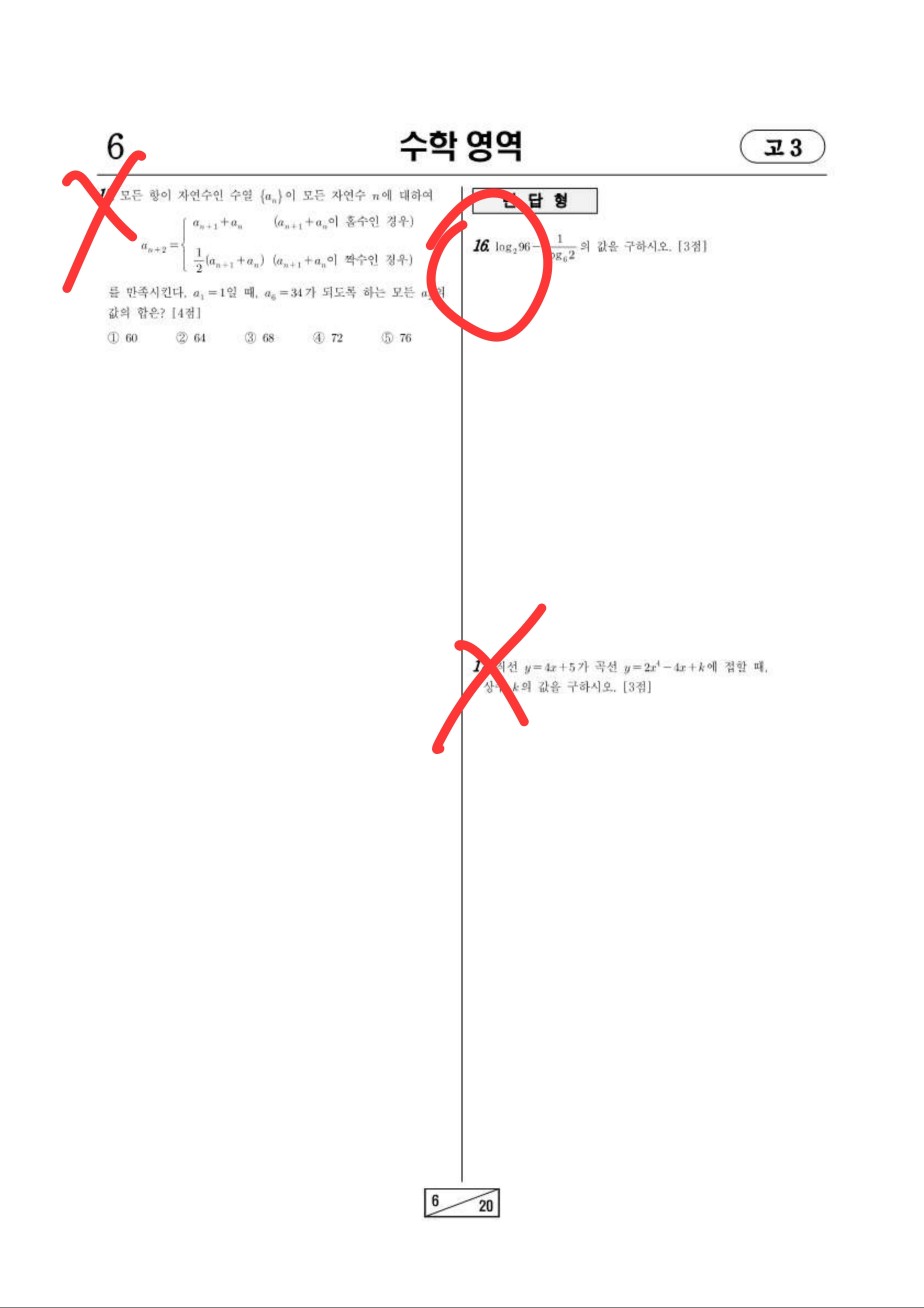 6
수학 영역
고 3
모든 항이 자연수인 수열 {aₙ}이 모든 자연수 n에 대하여
aₙ₊₂ = { aₙ₊₁+aₙ (aₙ₊₁+aₙ이 홀수인 경우)
1/2(aₙ₊₁+aₙ) (aₙ₊₁+aₙ이 짝수인 경우)
를 만족시킨다. a₁=1일 때, a₆=34가 되도록 하는 모든 의
값의 합은? [4점]
① 60 ② 64 ③ 68 ④ 72 ⑤ 76
답 형
16. log₂96 − 1/log₆2 의 값을 구하시오. [3점]
y=4x+5가 곡선 y=2x⁴−4x+k에 접할 때,
k의 값을 구하시오. [3점]
6
20